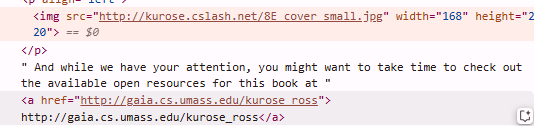 <img src="http://kurose.cslash.net/8E_cover_small.jpg" width="168" height="2
20"> == $0
</p>
" And while we have your attention, you might want to take time to check out
the available open resources for this book at "
<a href="http://gaia.cs.umass.edu/kurose_ross">
http://gaia.cs.umass.edu/kurose_ross</a>